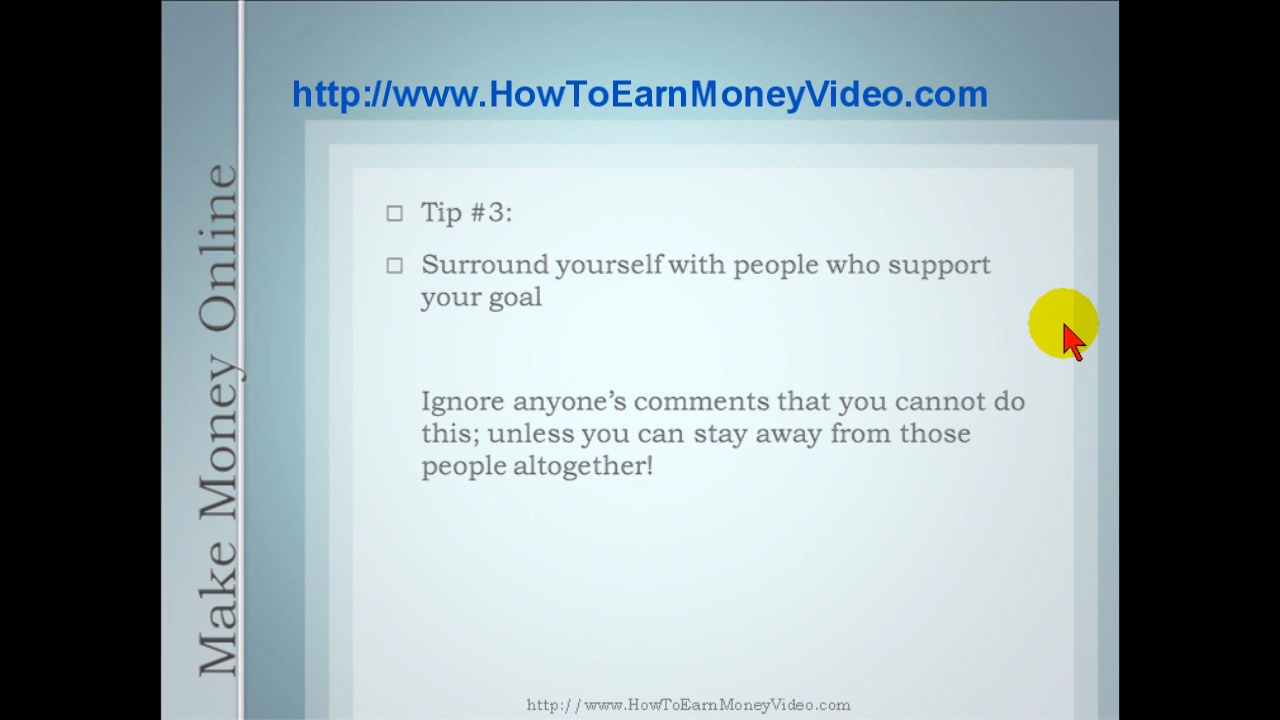 http://www.HowToEarnMoneyVideo.com
Make Money Online
Tip #3:
Surround yourself with people who support
your goal
Ignore anyone’s comments that you cannot do
this; unless you can stay away from those
people altogether!
http://www.HowToEarnMoneyVideo.com